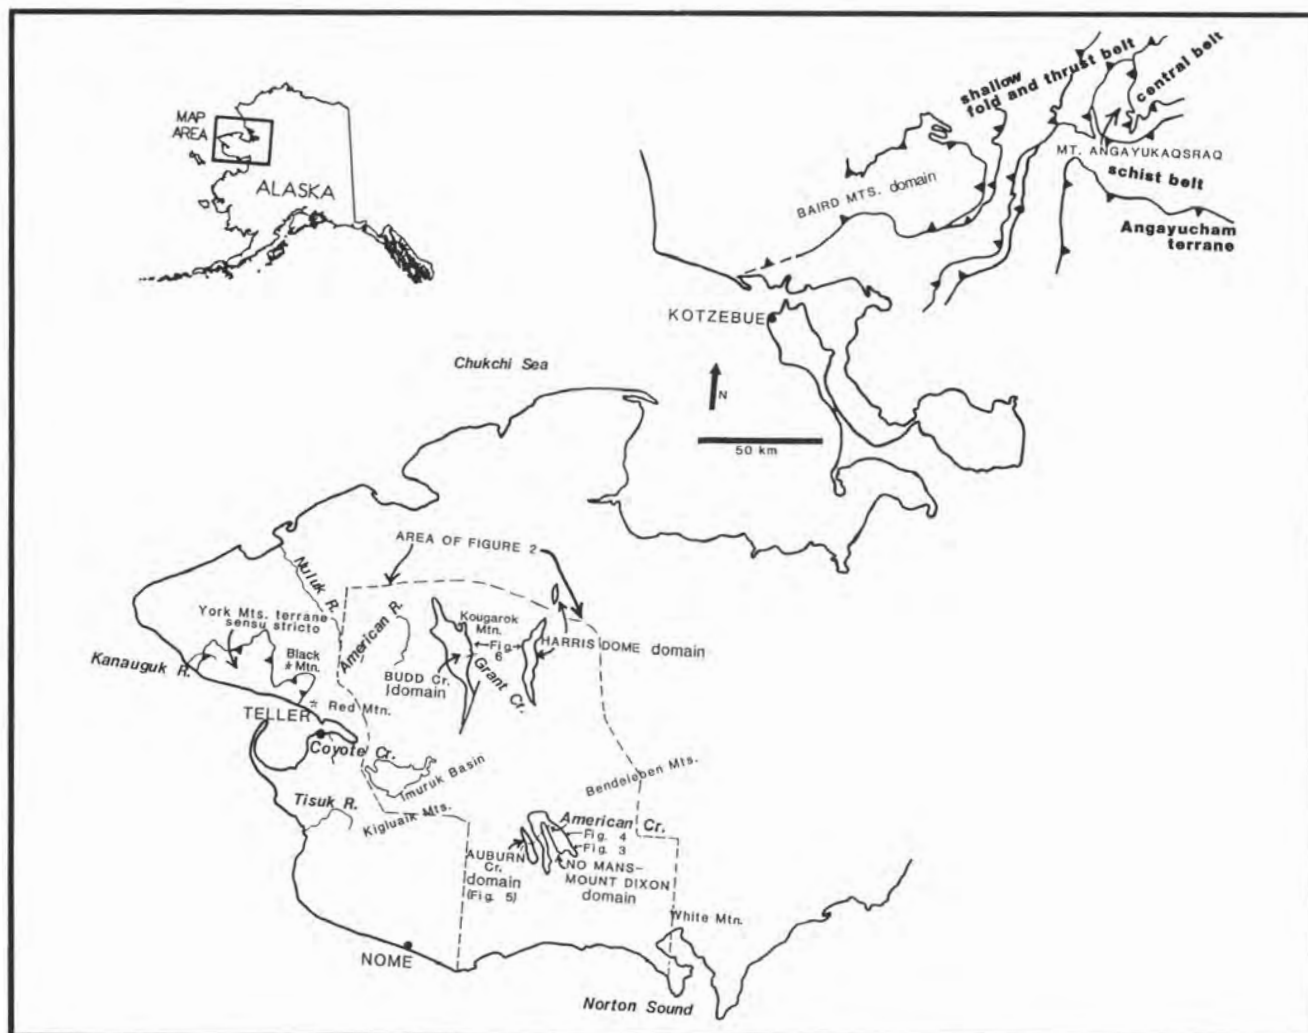 MAP
AREA
ALASKA
shallow
fold and thrust belt
central belt
MT. ANGAYUKAQSRAQ
schist belt
Angayucham
terrane
BAIRD MTS. domain
KOTZEBUE
Chukchi Sea
N
50 km
AREA OF FIGURE 2
Nuluk R.
York Mts. terrane
sensu stricto
Black
Mtn.
Kanauguk R.
American R.
Kougarok
Mtn.
Fig
6
HARRIS DOME domain
BUDD Cr.
domain
Grant Cr.
TELLER
Red Mtn.
Coyote Cr.
Imuruk Basin
Tisuk R.
Kigluaik Mts.
Bendeleben Mts.
American Cr.
Fig. 4
Fig. 3
AUBURN
Cr.
domain
(Fig. 5)
NO MANS-
MOUNT DIXON
domain
White Mtn.
NOME
Norton Sound